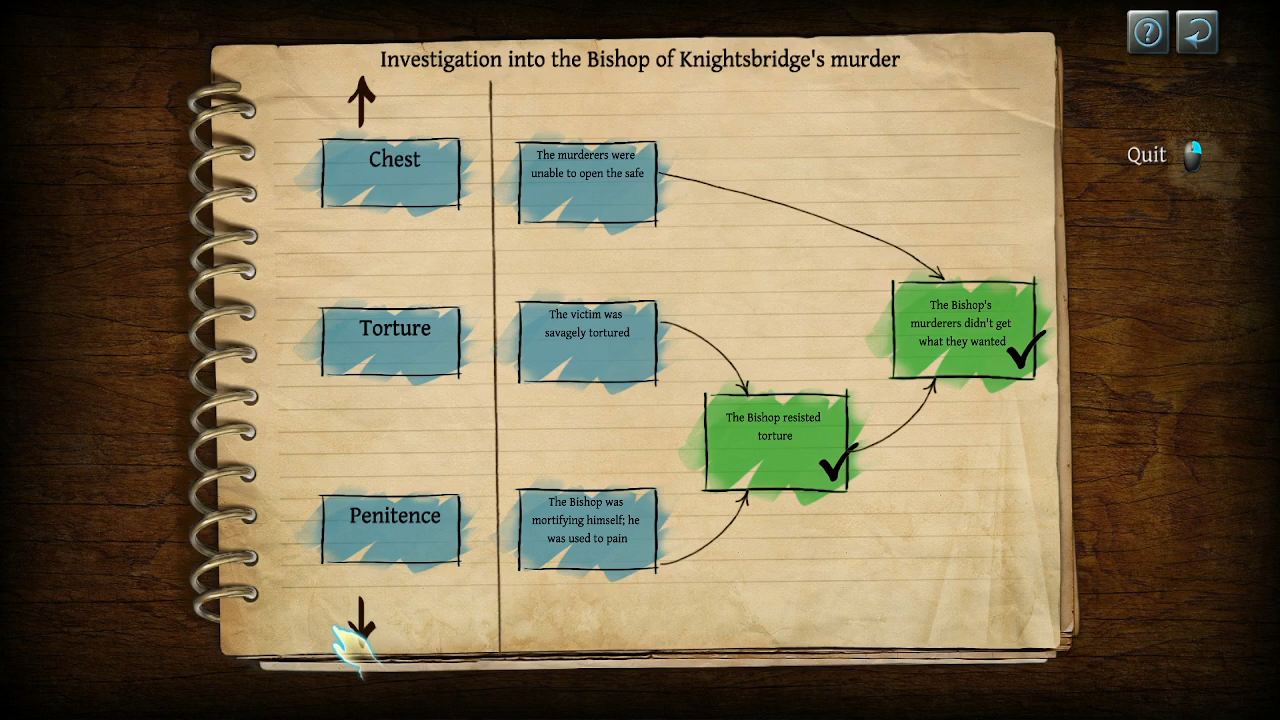 Investigation into the Bishop of Knightsbridge's murder
?
Quit
Chest
The murderers were
unable to open the safe
The Bishop's
murderers didn't get
what they wanted
Torture
The victim was
savagely tortured
The Bishop resisted
torture
Penitence
The Bishop was
mortifying himself; he
was used to pain